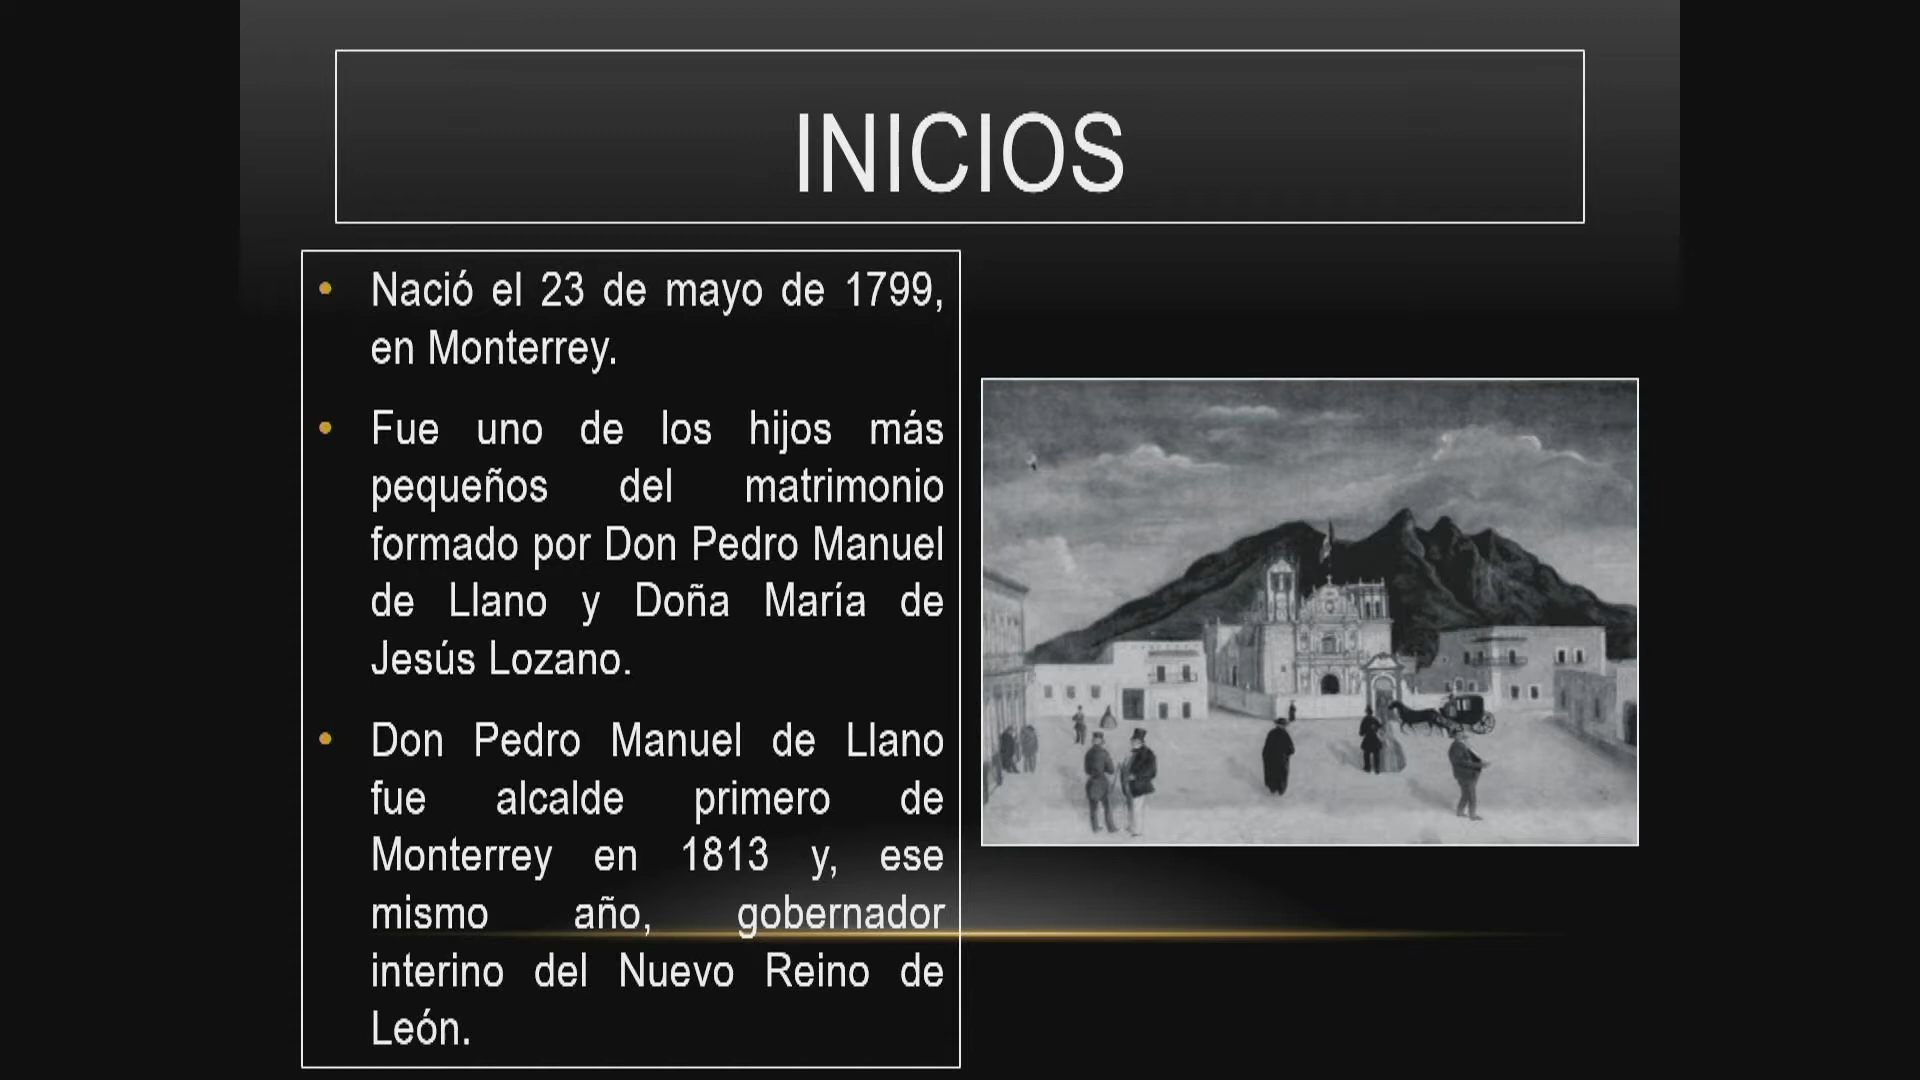 INICIOS
• Nació el 23 de mayo de 1799,
en Monterrey.
• Fue uno de los hijos más
pequeños del matrimonio
formado por Don Pedro Manuel
de Llano y Doña María de
Jesús Lozano.
• Don Pedro Manuel de Llano
fue alcalde primero de
Monterrey en 1813 y, ese
mismo año, gobernador
interino del Nuevo Reino de
León.